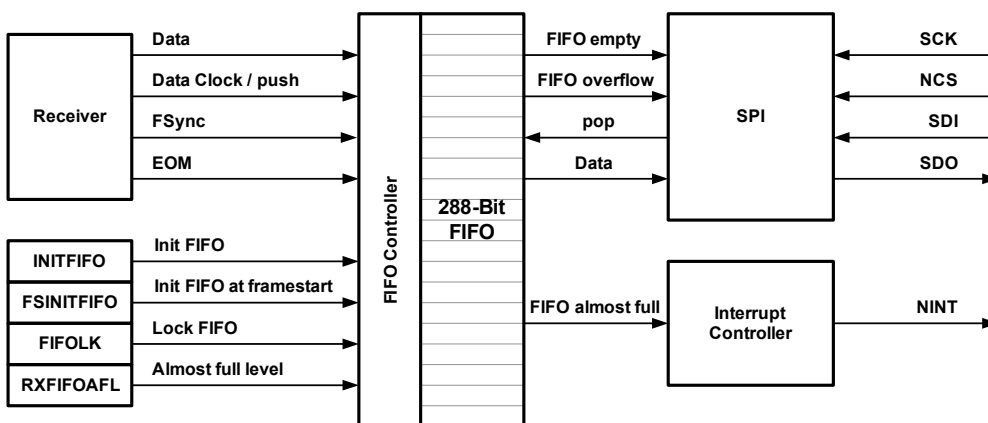 Receiver
Data
Data Clock / push
FSync
EOM
INITFIFO
FSINITFIFO
FIFOLK
RXFIFOAFL
Init FIFO
Init FIFO at framestart
Lock FIFO
Almost full level
FIFO Controller
288-Bit
FIFO
FIFO empty
FIFO overflow
pop
Data
FIFO almost full
SPI
Interrupt
Controller
SCK
NCS
SDI
SDO
NINT